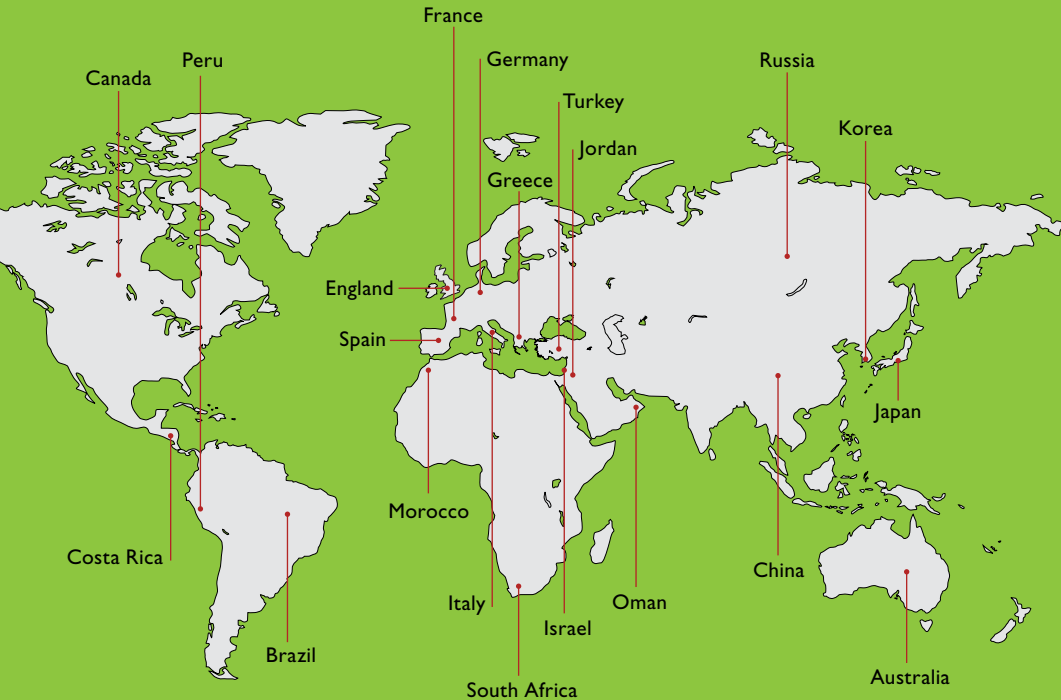 France
Peru
Germany
Russia
Canada
Turkey
Korea
Jordan
Greece
England
Spain
Japan
Morocco
Costa Rica
China
Italy
Oman
Israel
Brazil
Australia
South Africa